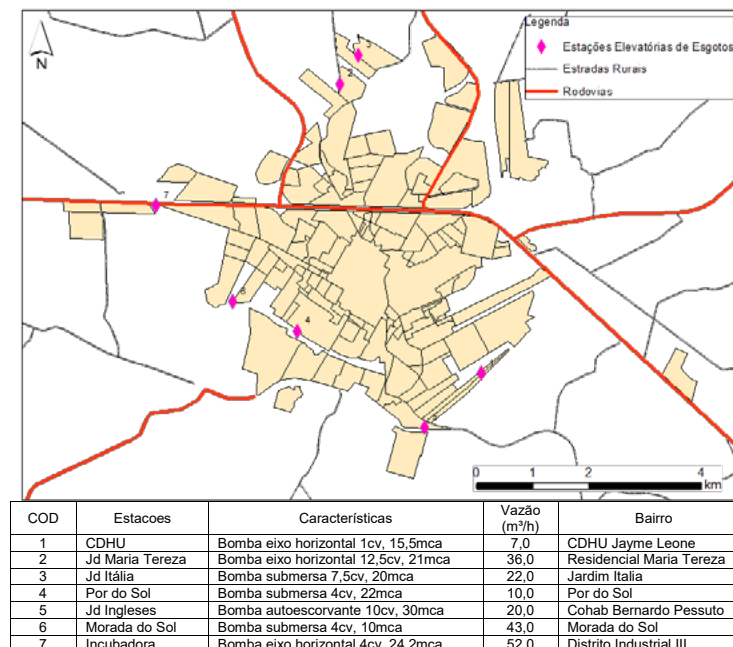 Legenda
Estações Elevatórias de Esgotos
Estradas Rurais
Rodovias
N
3
2
7
6
4
1
5
0 1 2 4
km
COD Estacoes Características Vazão (m³/h) Bairro
1 CDHU Bomba eixo horizontal 1cv, 15,5mca 7,0 CDHU Jayme Leone
2 Jd Maria Tereza Bomba eixo horizontal 12,5cv, 21mca 36,0 Residencial Maria Tereza
3 Jd Itália Bomba submersa 7,5cv, 20mca 22,0 Jardim Italia
4 Por do Sol Bomba submersa 4cv, 22mca 10,0 Por do Sol
5 Jd Ingleses Bomba autoescorvante 10cv, 30mca 20,0 Cohab Bernardo Pessuto
6 Morada do Sol Bomba submersa 4cv, 10mca 43,0 Morada do Sol
7 Incubadora Bomba eixo horizontal 4cv, 24,2mca 52,0 Distrito Industrial III